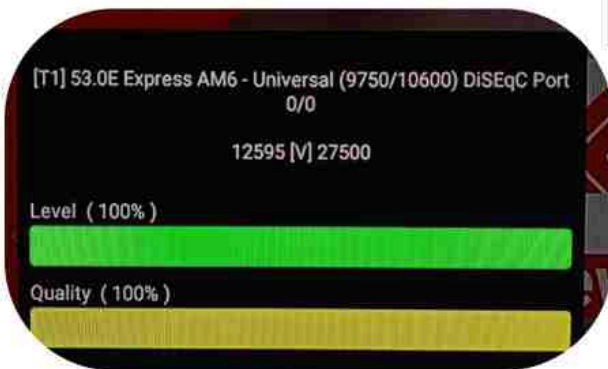 [T1] 53.0E Express AM6 - Universal (9750/10600) DiSEqC Port
0/0
12595 [V] 27500
Level ( 100% )
Quality ( 100% )